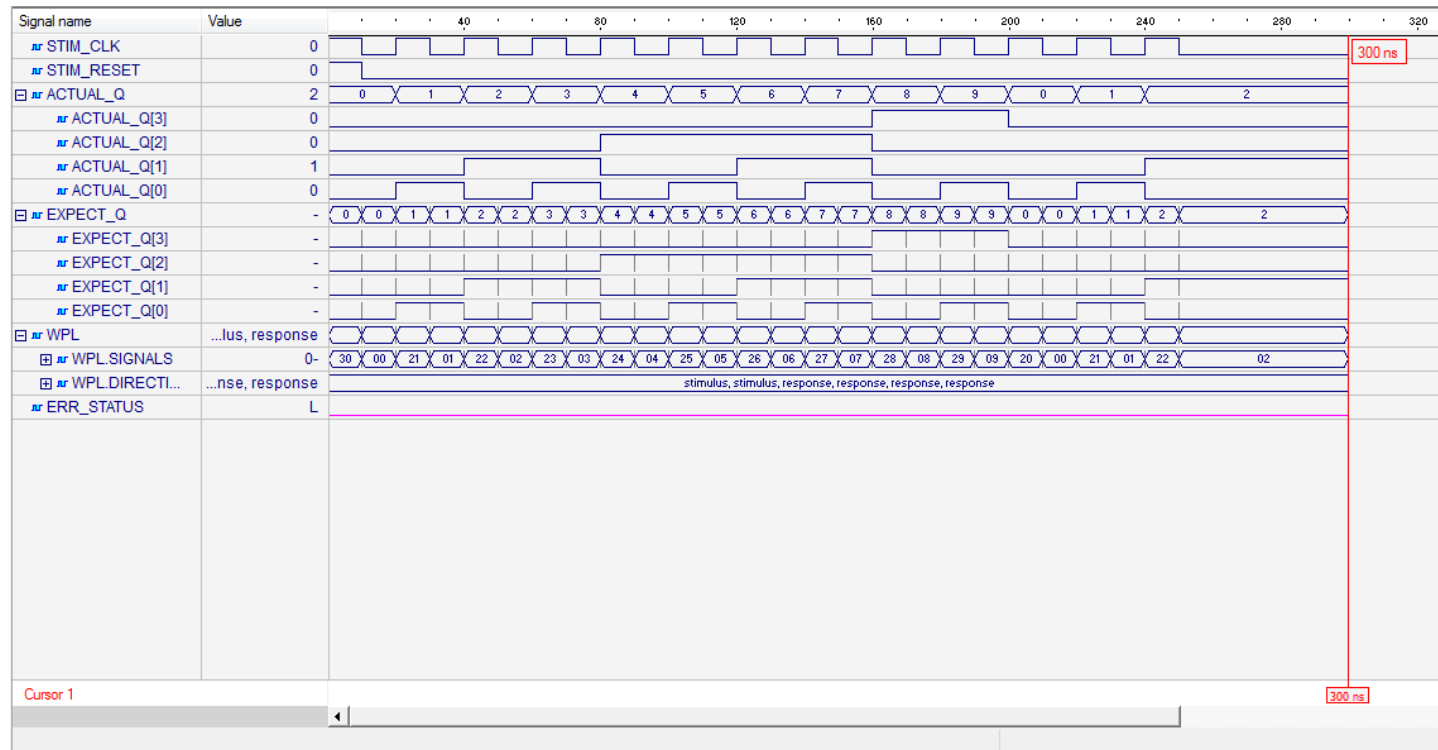 Signal name Value 40 80 120 160 200 240 280 320
STIM_CLK 0 300 ns
STIM_RESET 0
ACTUAL_Q 2 0 1 2 3 4 5 6 7 8 9 0 1 2
ACTUAL_Q[3] 0
ACTUAL_Q[2] 0
ACTUAL_Q[1] 1
ACTUAL_Q[0] 0
EXPECT_Q - 0 0 1 1 2 2 3 3 4 4 5 5 6 6 7 7 8 8 9 9 0 0 1 1 2 2
EXPECT_Q[3] -
EXPECT_Q[2] -
EXPECT_Q[1] -
EXPECT_Q[0] -
WPL ...lus, response
WPL.SIGNALS 0- 30 00 21 01 22 02 23 03 24 04 25 05 26 06 27 07 28 08 29 09 20 00 21 01 22 02
WPL.DIRECTI... ...nse, response stimulus, stimulus, response, response, response, response
ERR_STATUS L
Cursor 1 300 ns